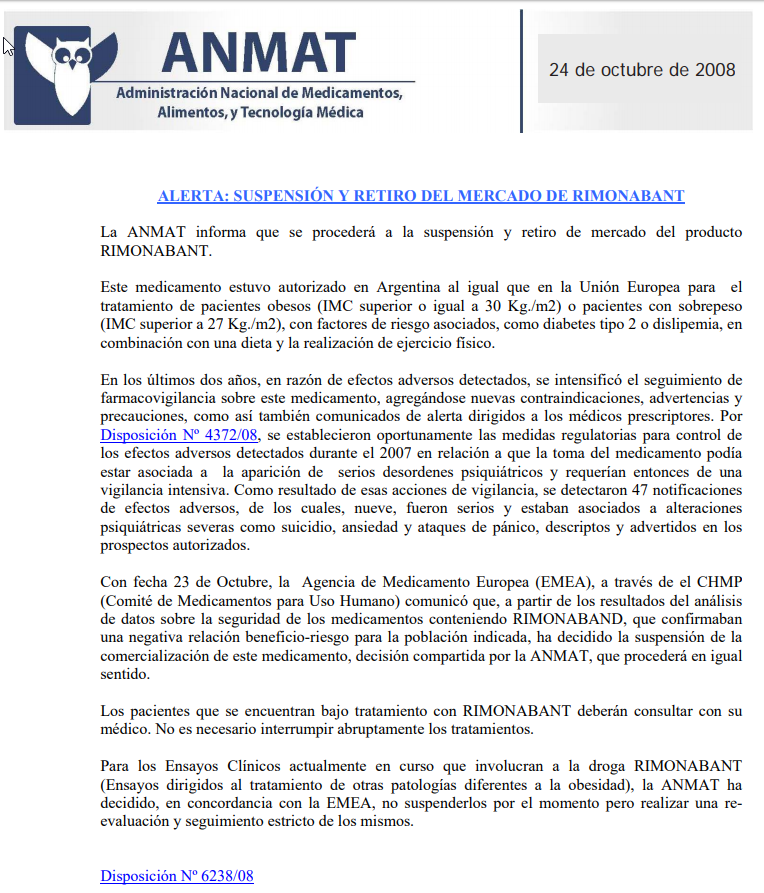 ANMAT
Administración Nacional de Medicamentos,
Alimentos, y Tecnología Médica
24 de octubre de 2008
ALERTA: SUSPENSIÓN Y RETIRO DEL MERCADO DE RIMONABANT
La ANMAT informa que se procederá a la suspensión y retiro de mercado del producto
RIMONABANT.
Este medicamento estuvo autorizado en Argentina al igual que en la Unión Europea para el
tratamiento de pacientes obesos (IMC superior o igual a 30 Kg./m2) o pacientes con sobrepeso
(IMC superior a 27 Kg./m2), con factores de riesgo asociados, como diabetes tipo 2 o dislipemia, en
combinación con una dieta y la realización de ejercicio físico.
En los últimos dos años, en razón de efectos adversos detectados, se intensificó el seguimiento de
farmacovigilancia sobre este medicamento, agregándose nuevas contraindicaciones, advertencias y
precauciones, como así también comunicados de alerta dirigidos a los médicos prescriptores. Por
Disposición Nº 4372/08, se establecieron oportunamente las medidas regulatorias para control de
los efectos adversos detectados durante el 2007 en relación a que la toma del medicamento podía
estar asociada a la aparición de serios desordenes psiquiátricos y requerían entonces de una
vigilancia intensiva. Como resultado de esas acciones de vigilancia, se detectaron 47 notificaciones
de efectos adversos, de los cuales, nueve, fueron serios y estaban asociados a alteraciones
psiquiátricas severas como suicidio, ansiedad y ataques de pánico, descriptos y advertidos en los
prospectos autorizados.
Con fecha 23 de Octubre, la Agencia de Medicamento Europea (EMEA), a través de el CHMP
(Comité de Medicamentos para Uso Humano) comunicó que, a partir de los resultados del análisis
de datos sobre la seguridad de los medicamentos conteniendo RIMONABAND, que confirmaban
una negativa relación beneficio-riesgo para la población indicada, ha decidido la suspensión de la
comercialización de este medicamento, decisión compartida por la ANMAT, que procederá en igual
sentido.
Los pacientes que se encuentran bajo tratamiento con RIMONABANT deberán consultar con su
médico. No es necesario interrumpir abruptamente los tratamientos.
Para los Ensayos Clínicos actualmente en curso que involucran a la droga RIMONABANT
(Ensayos dirigidos al tratamiento de otras patologías diferentes a la obesidad), la ANMAT ha
decidido, en concordancia con la EMEA, no suspenderlos por el momento pero realizar una re-
evaluación y seguimiento estricto de los mismos.
Disposición Nº 6238/08